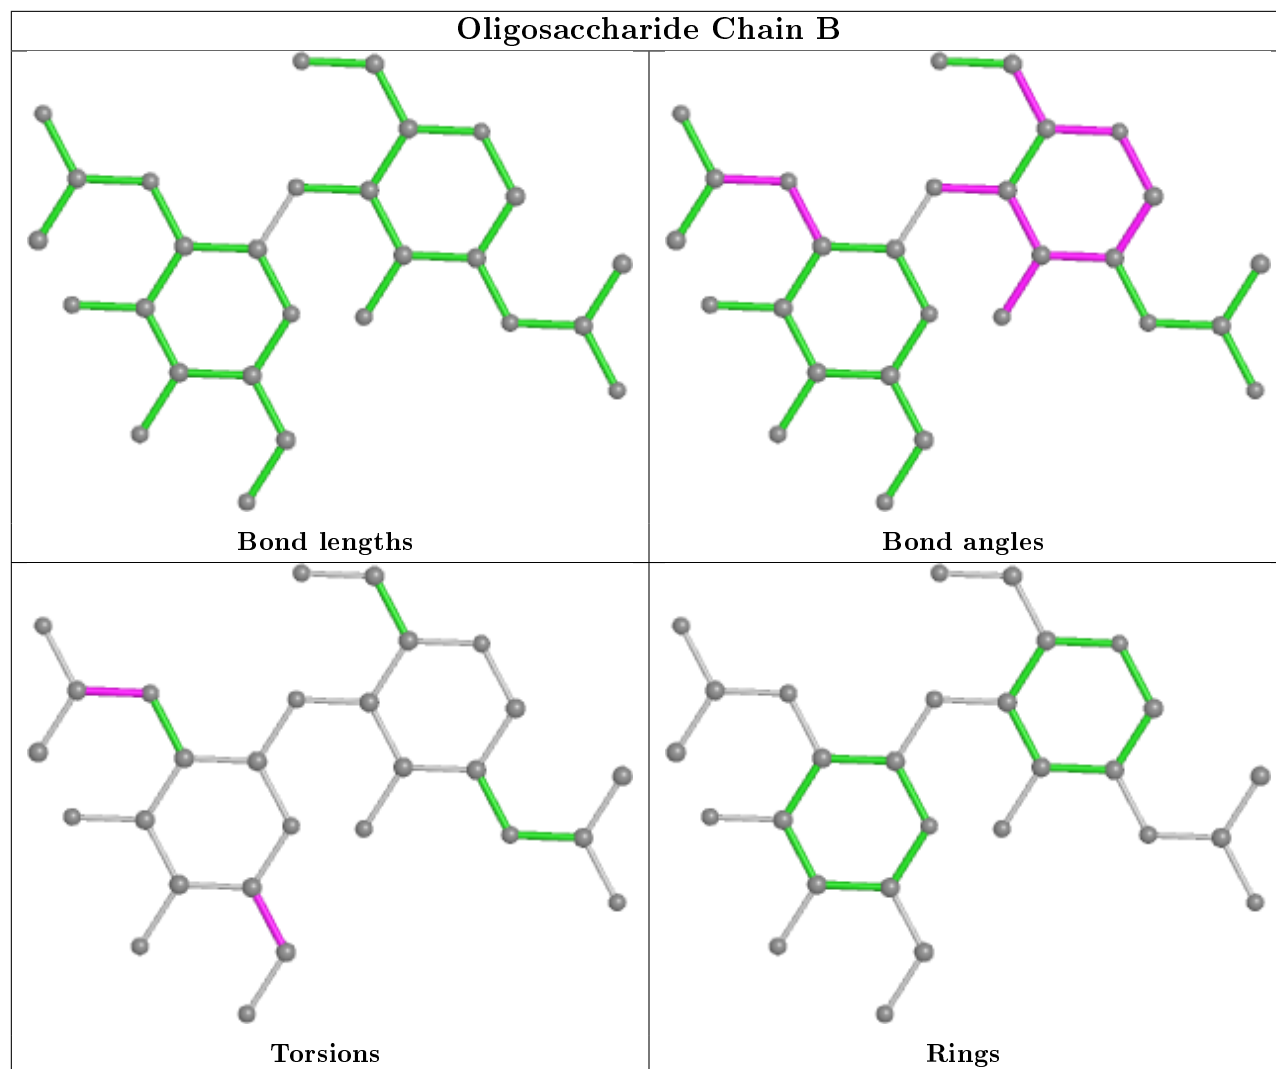 Oligosaccharide Chain B
Bond lengths
Bond angles
Torsions
Rings